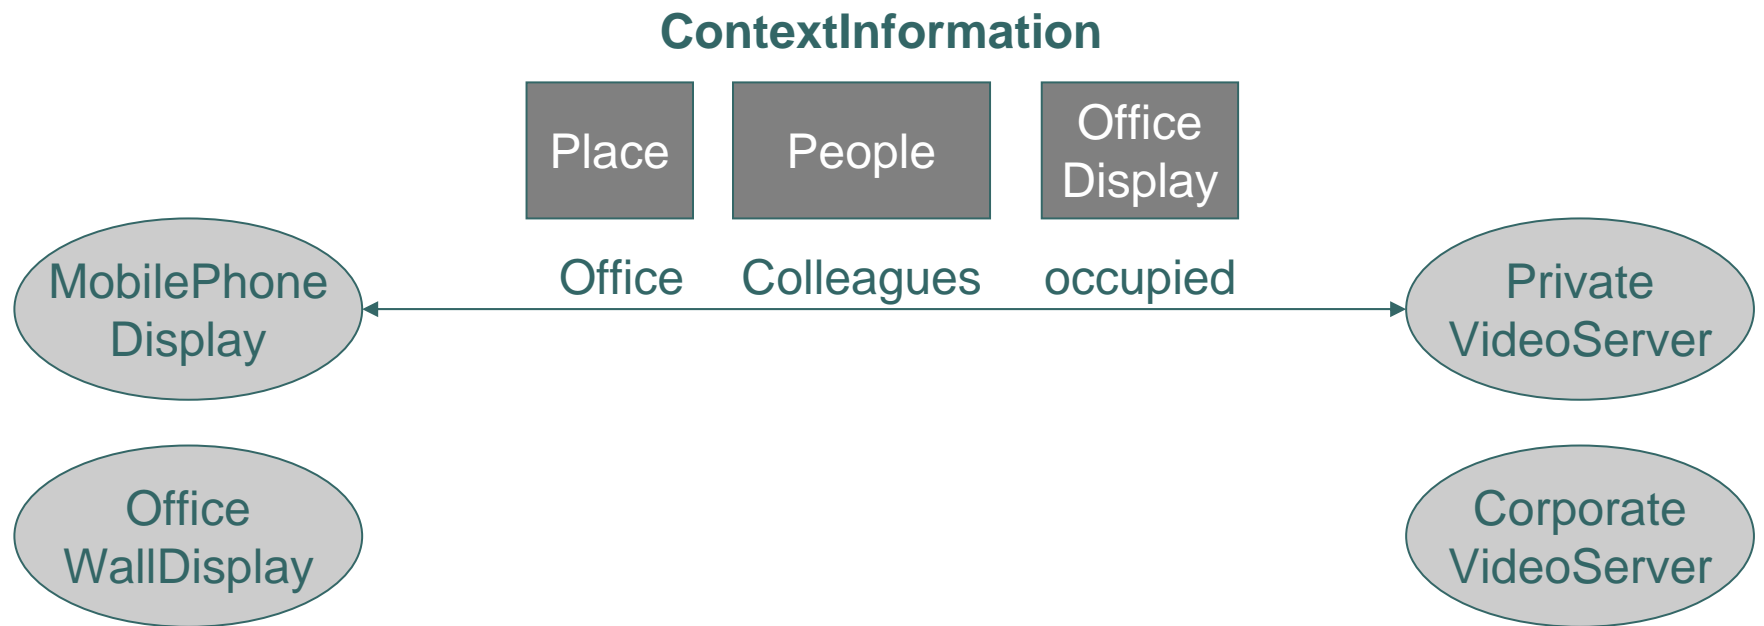 ContextInformation
Place
People
Office
Display
Office
Colleagues
occupied
MobilePhone
Display
Private
VideoServer
Office
WallDisplay
Corporate
VideoServer